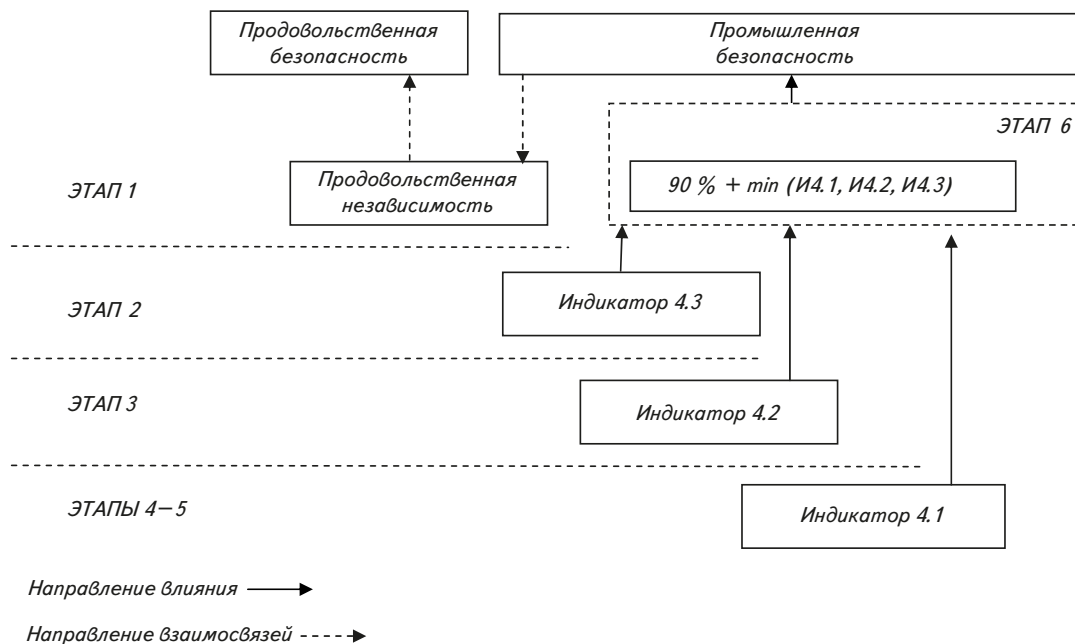 Продовольственная
безопасность
Промышленная
безопасность
ЭТАП 6
ЭТАП 1
Продовольственная
независимость
90 % + min (И4.1, И4.2, И4.3)
ЭТАП 2
Индикатор 4.3
ЭТАП 3
Индикатор 4.2
ЭТАПЫ 4–5
Индикатор 4.1
Направление влияния
Направление взаимосвязей